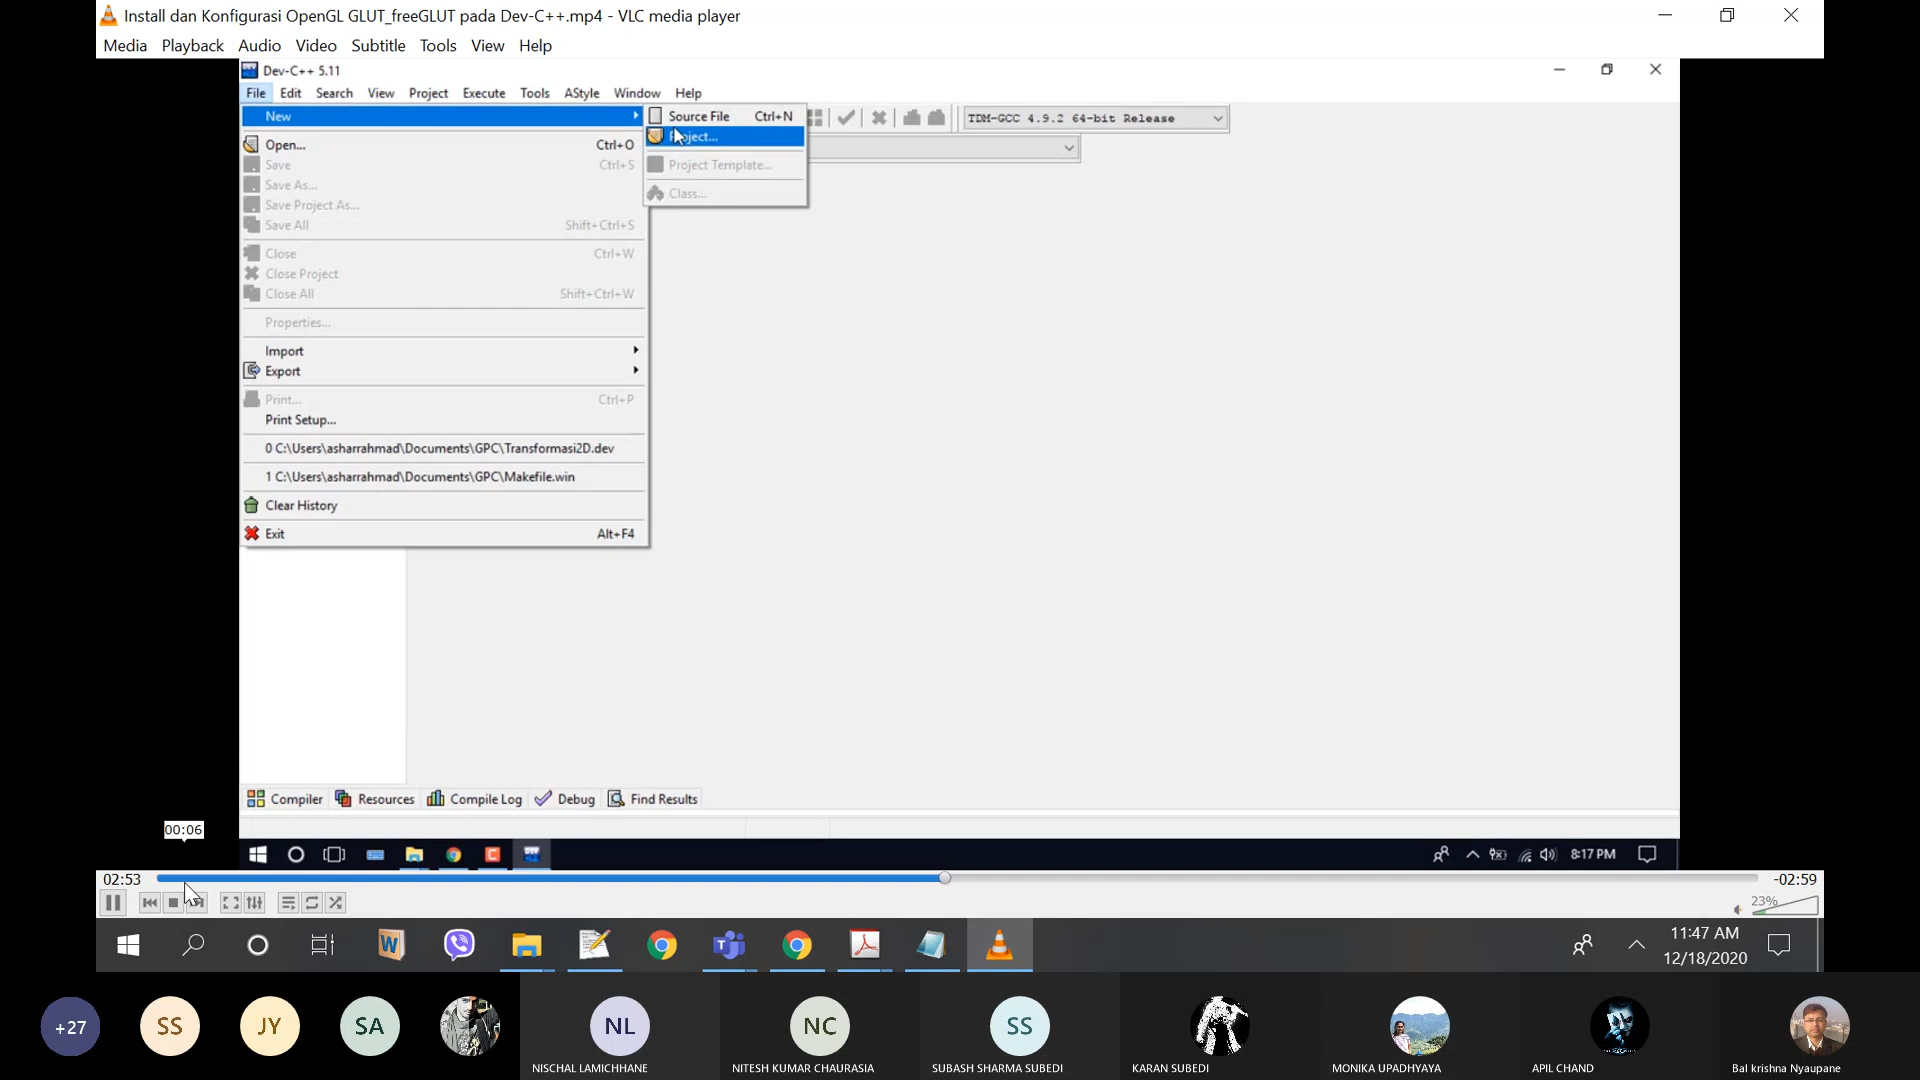 Install dan Konfigurasi OpenGL GLUT_freeGLUT pada Dev-C++.mp4 - VLC media player
Media Playback Audio Video Subtitle Tools View Help
Dev-C++ 5.11
File Edit Search View Project Execute Tools AStyle Window Help
New
Source File Ctrl+N
TDM-GCC 4.9.2 64-bit Release
Project...
Open... Ctrl+O
Save Ctrl+S
Project Template...
Save As...
Class...
Save Project As...
Save All Shift+Ctrl+S
Close Ctrl+W
Close Project
Close All Shift+Ctrl+W
Properties...
Import
Export
Print... Ctrl+P
Print Setup...
0 C:\Users\asharrahmad\Documents\GPC\Transformasi2D.dev
1 C:\Users\asharrahmad\Documents\GPC\Makefile.win
Clear History
Exit Alt+F4
Compiler Resources Compile Log Debug Find Results
00:06
8:17 PM
02:53
-02:59
23%
11:47 AM
12/18/2020
+27
SS
JY
SA
NL
NC
SS
NISCHAL LAMICHHANE
NITESH KUMAR CHAURASIA
SUBASH SHARMA SUBEDI
KARAN SUBEDI
MONIKA UPADHYAYA
APIL CHAND
Bal krishna Nyaupane